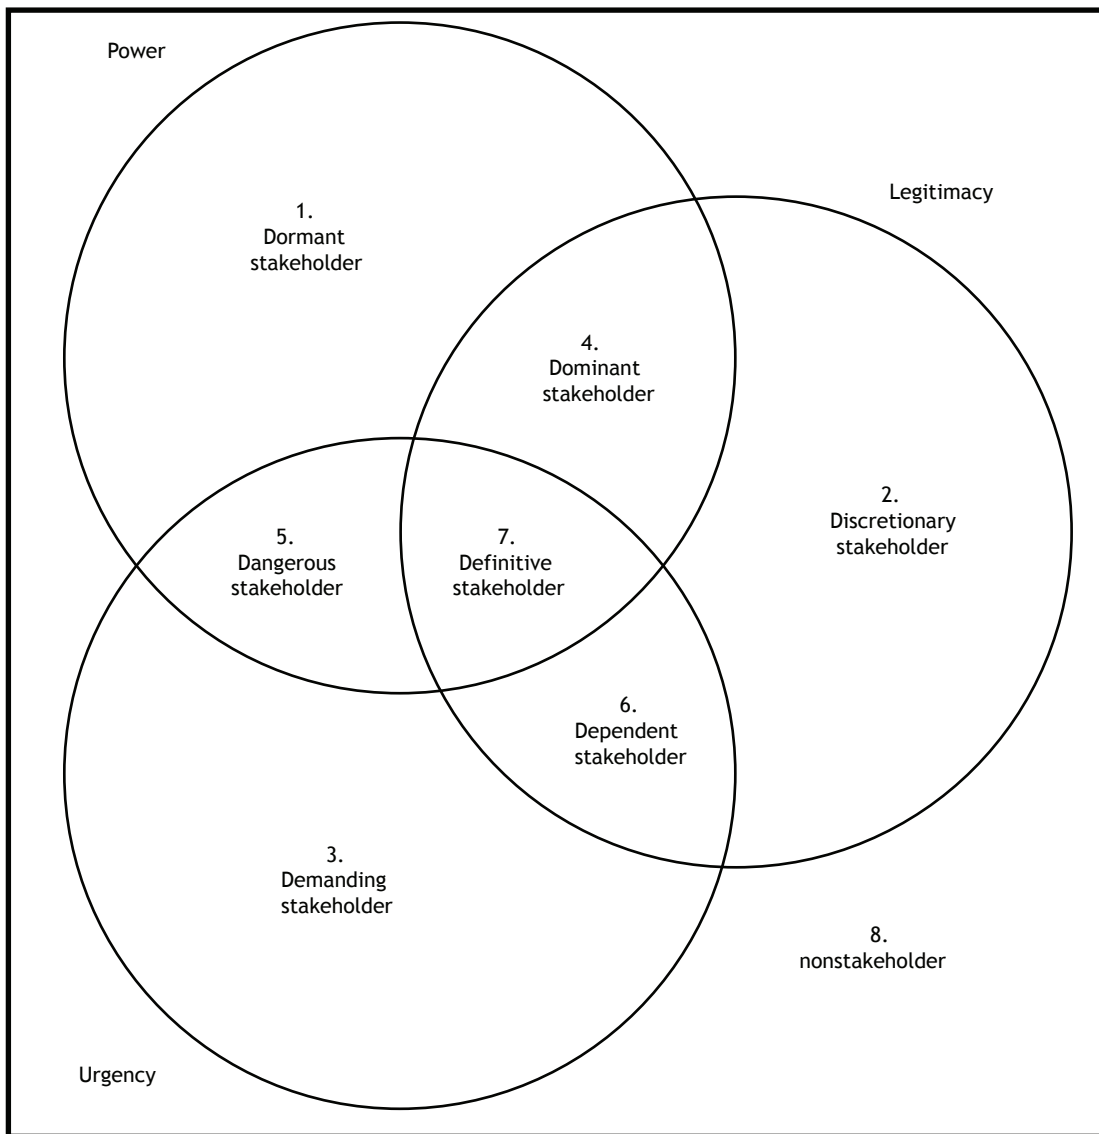 Power
Legitimacy
1.
Dormant
stakeholder
4.
Dominant
stakeholder
2.
Discretionary
stakeholder
5.
Dangerous
stakeholder
7.
Definitive
stakeholder
6.
Dependent
stakeholder
3.
Demanding
stakeholder
8.
nonstakeholder
Urgency